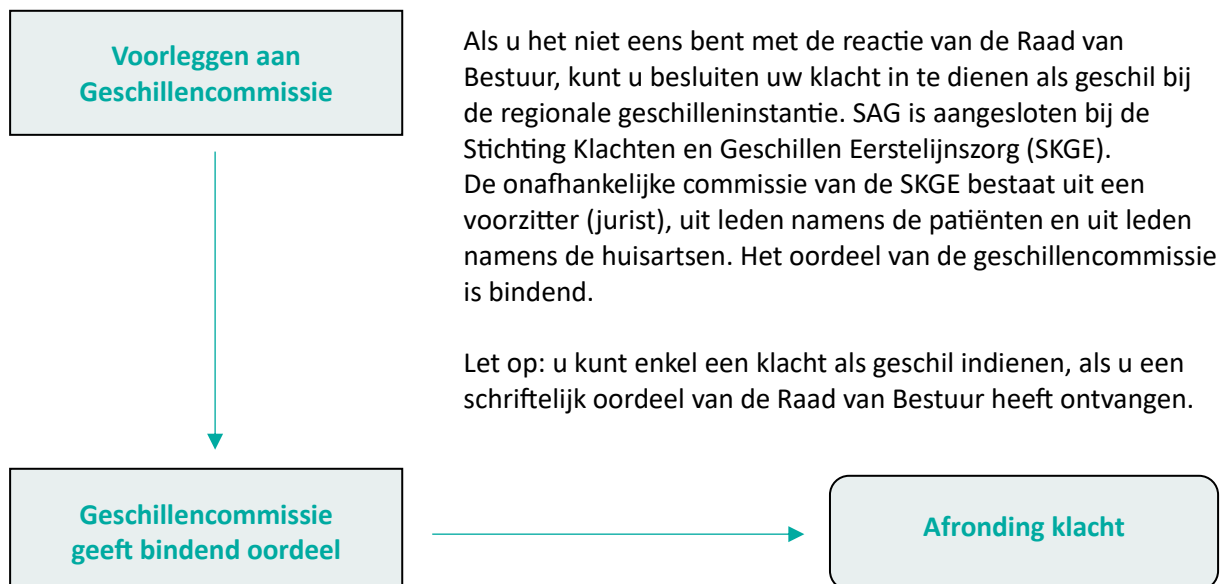 Voorleggen aan
Geschillencommissie
Als u het niet eens bent met de reactie van de Raad van
Bestuur, kunt u besluiten uw klacht in te dienen als geschil bij
de regionale geschilleninstantie. SAG is aangesloten bij de
Stichting Klachten en Geschillen Eerstelijnszorg (SKGE).
De onafhankelijke commissie van de SKGE bestaat uit een
voorzitter (jurist), uit leden namens de patiënten en uit leden
namens de huisartsen. Het oordeel van de geschillencommissie
is bindend.
Let op: u kunt enkel een klacht als geschil indienen, als u een
schriftelijk oordeel van de Raad van Bestuur heeft ontvangen.
Geschillencommissie
geeft bindend oordeel
Afronding klacht